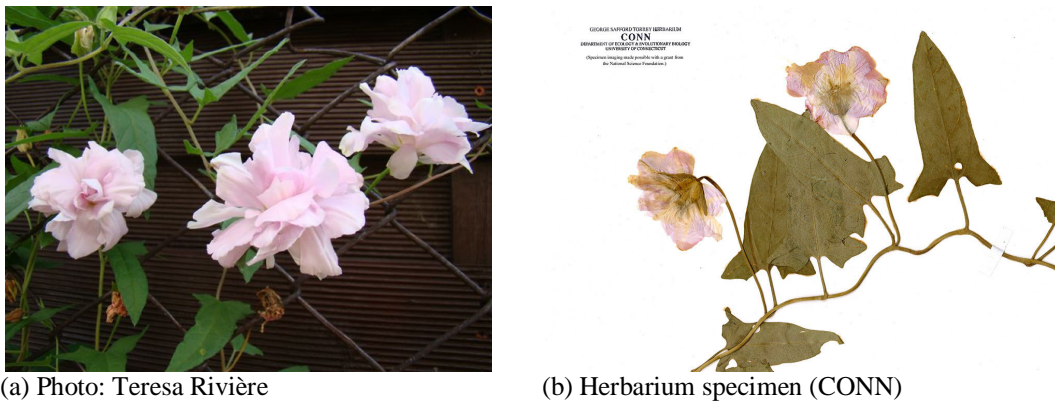 GEORGE SAFFORD TORREY HERBARIUM
CONN
DEPARTMENT OF ECOLOGY & EVOLUTIONARY BIOLOGY
UNIVERSITY OF CONNECTICUT
(Specimen imaging made possible with a grant from
the National Science Foundation.)
(a) Photo: Teresa Rivière
(b) Herbarium specimen (CONN)